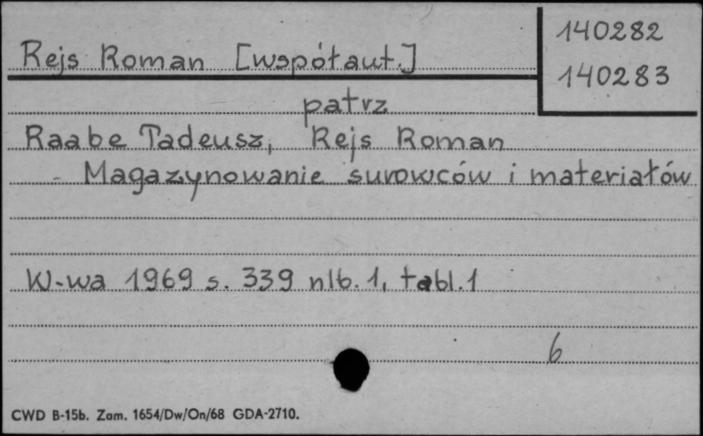 140282
Rejs Roman [współaut.]
140283
patrz
Raabe Tadeusz, Rejs Roman
- Magazynowanie surowców i materiałów
W-wa 1969 s. 339 nlb. 1, tabl. 1
6
CWD B-15b. Zam. 1654/Dw/On/68 GDA-2710.